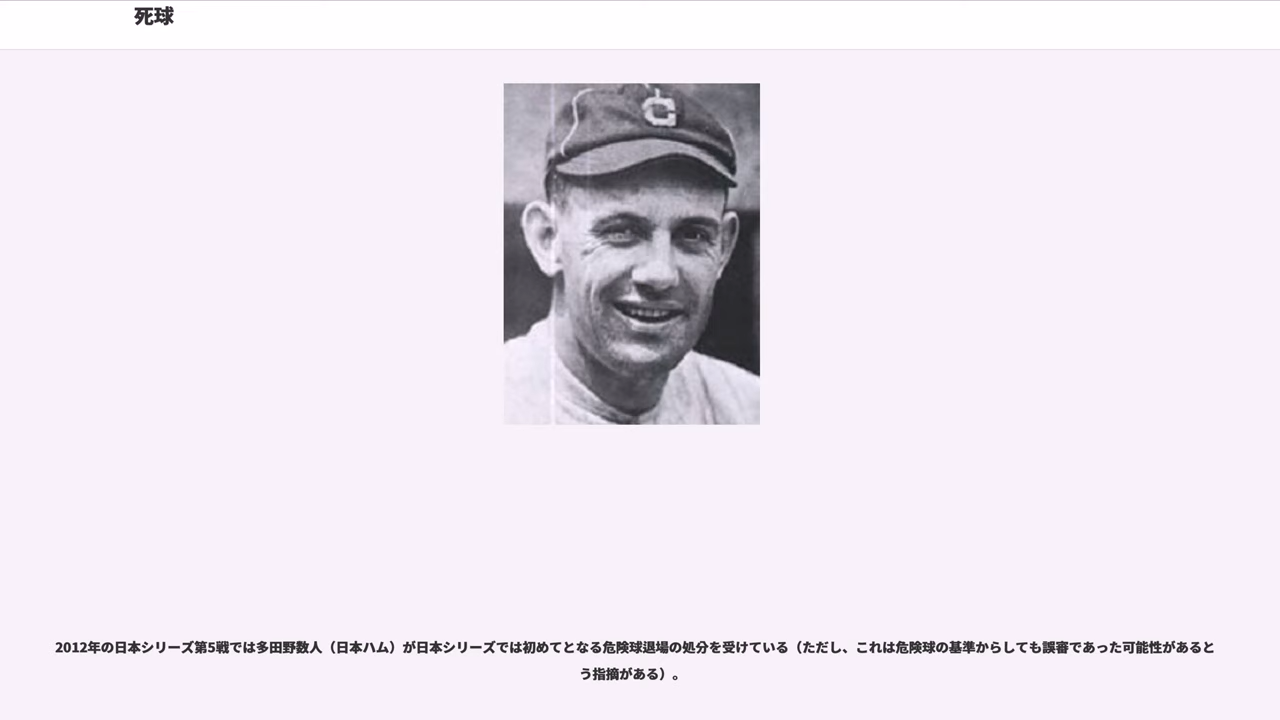 死球
C
2012年の日本シリーズ第5戦では多田野数人（日本ハム）が日本シリーズでは初めてとなる危険球退場の処分を受けている（ただし、これは危険球の基準からしても誤審であった可能性があると
う指摘がある）。